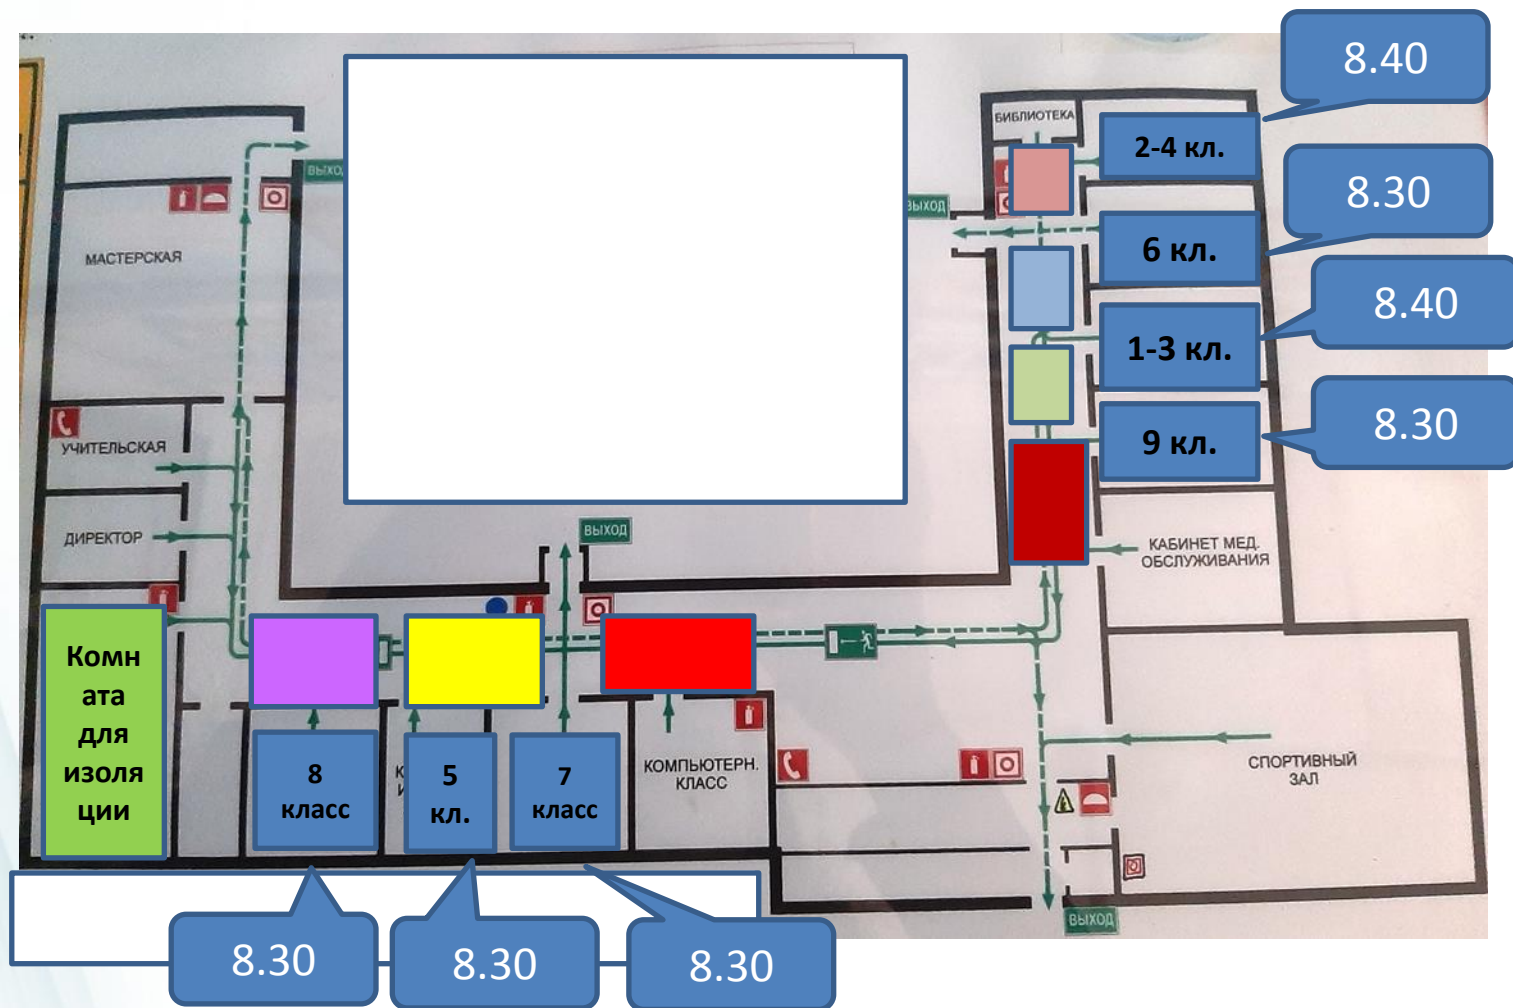 8.40
БИБЛИОТЕКА
2-4 кл.
ВЫХОД
8.30
ВЫХОД
6 кл.
МАСТЕРСКАЯ
8.40
1-3 кл.
8.30
9 кл.
УЧИТЕЛЬСКАЯ
ДИРЕКТОР
ВЫХОД
КАБИНЕТ МЕД.
ОБСЛУЖИВАНИЯ
Комн
ата
для
изоля
ции
8
класс
5
кл.
7
класс
КОМПЬЮТЕРН.
КЛАСС
СПОРТИВНЫЙ
ЗАЛ
ВЫХОД
8.30
8.30
8.30